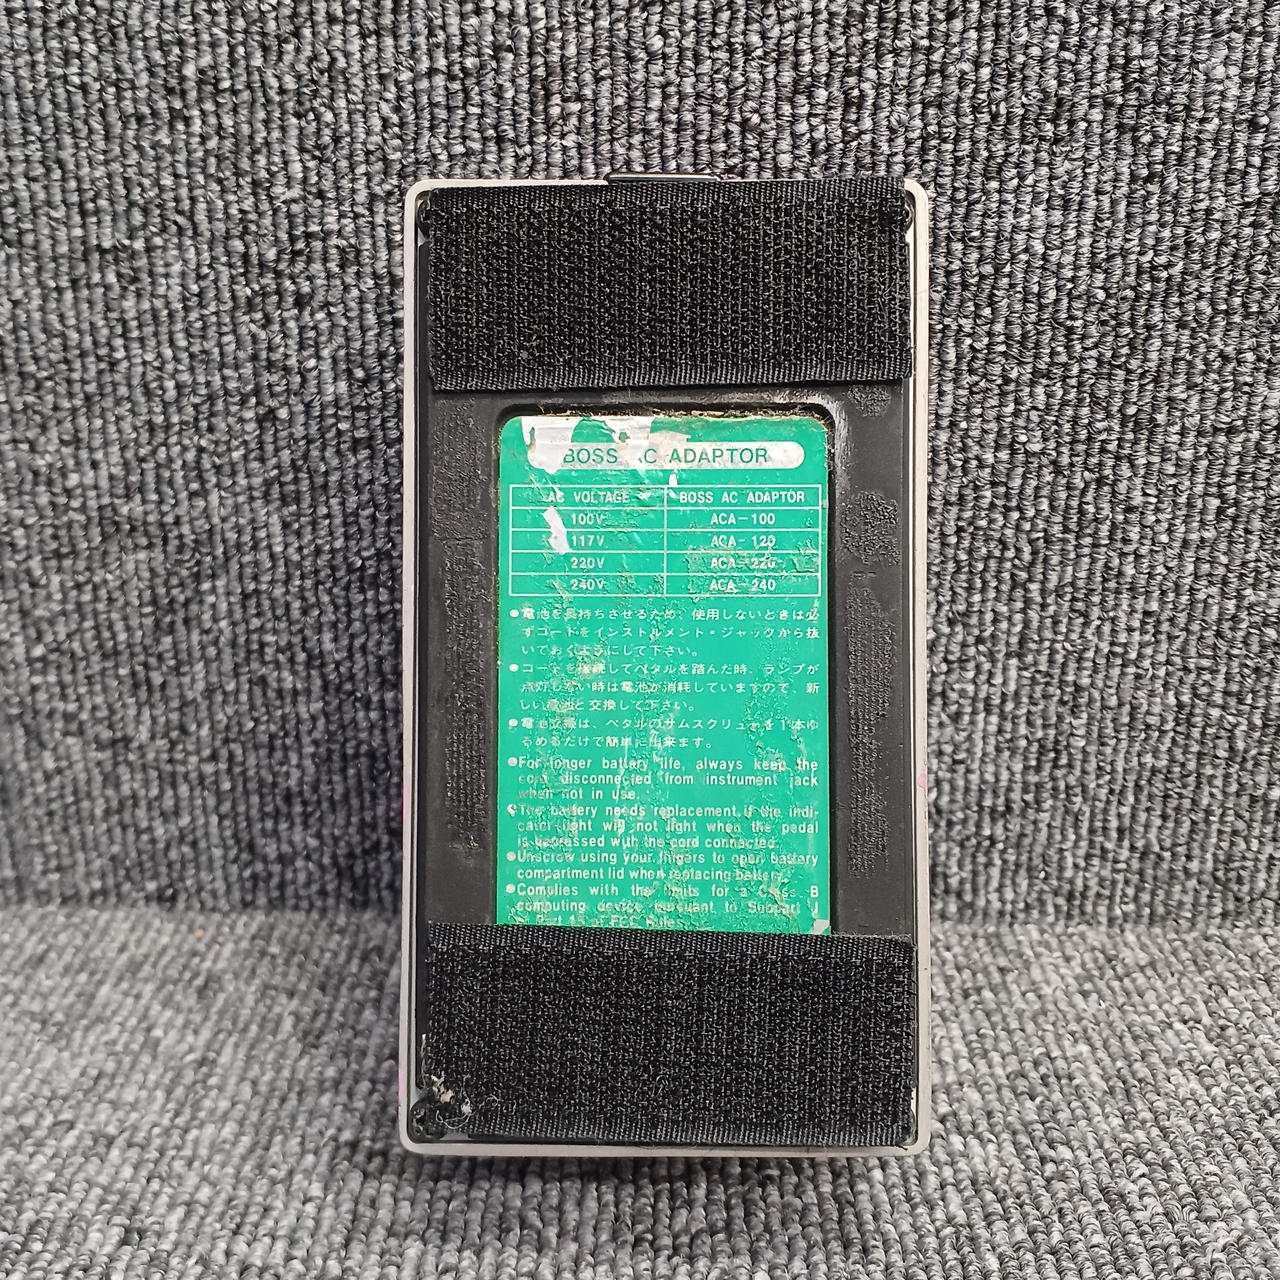 BOSS AC ADAPTOR
AC VOLTAGE BOSS AC ADAPTOR
100V ACA-100
117V ACA-120
220V ACA-220
240V ACA-240
●電池を長持ちさせるため、使用しないときは必
ずコードをインストルメント・ジャックから抜
いておくようにして下さい。
●コードを接続してペダルを踏んだ時、ランプが
点灯しない時は電池が消耗していますので、新
しい電池と交換して下さい。
●電池交換は、ペダルのサムスクリューを1本ゆ
るめるだけで簡単に出来ます。
●For longer battery life, always keep the
cord disconnected from instrument jack
when not in use.
●The battery needs replacement if the indi-
cator light will not light when the pedal
is depressed with the cord connected.
●Unscrew using your fingers to open battery
compartment lid when replacing battery.
●Complies with the limits for a Class B
computing device pursuant to Subpart J
of Part 15 of FCC Rules